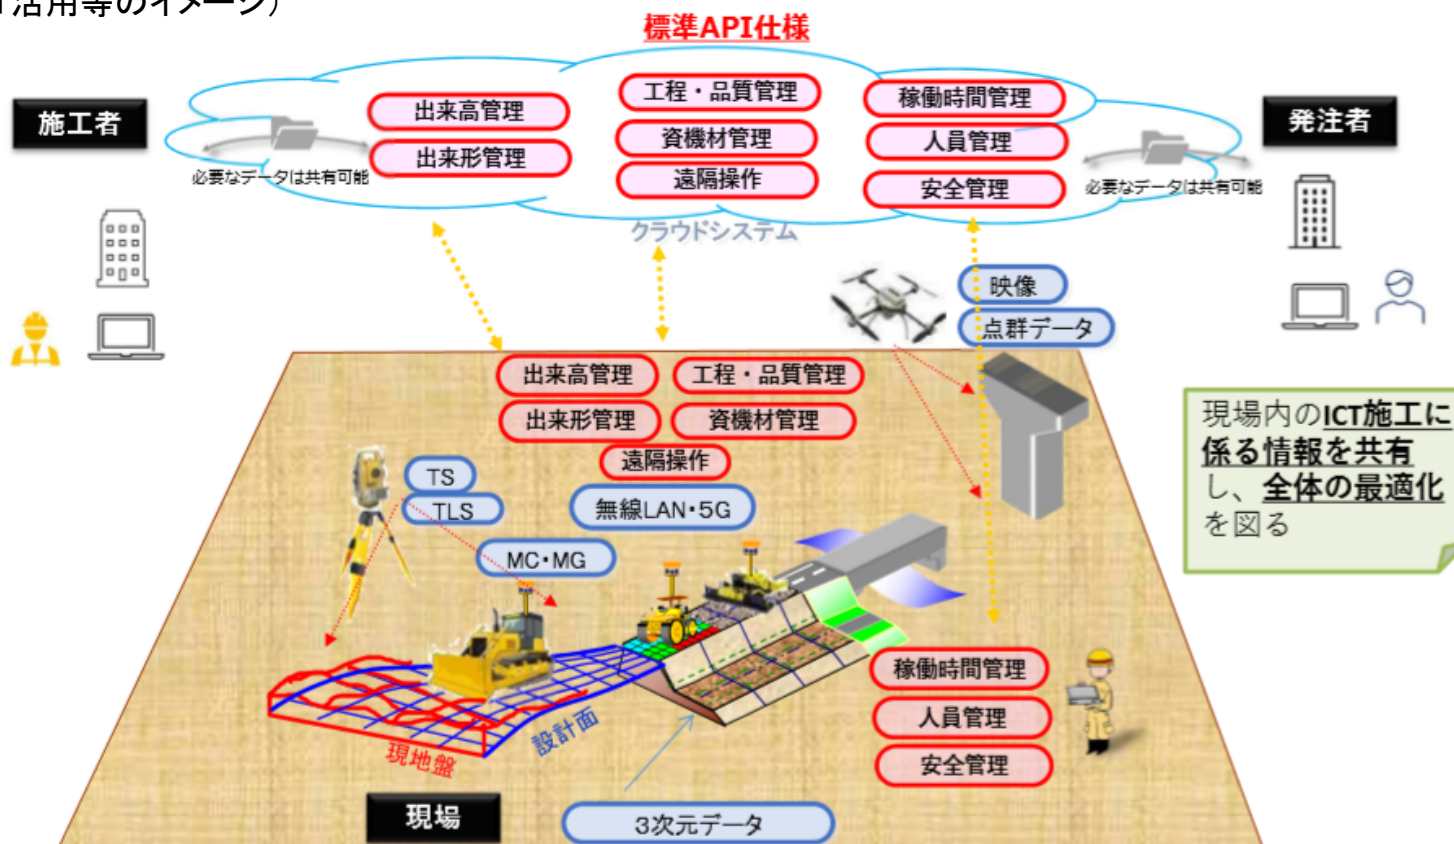 活用等のイメージ）
標準API仕様
施工者
発注者
出来高管理
出来形管理
工程・品質管理
資機材管理
遠隔操作
稼働時間管理
人員管理
安全管理
必要なデータは共有可能
必要なデータは共有可能
クラウドシステム
映像
点群データ
出来高管理
工程・品質管理
出来形管理
資機材管理
遠隔操作
TS
TLS
無線LAN・5G
MC・MG
現場内のICT施工に
係る情報を共有
し、全体の最適化
を図る
稼働時間管理
人員管理
安全管理
設計面
現地盤
現場
3次元データ